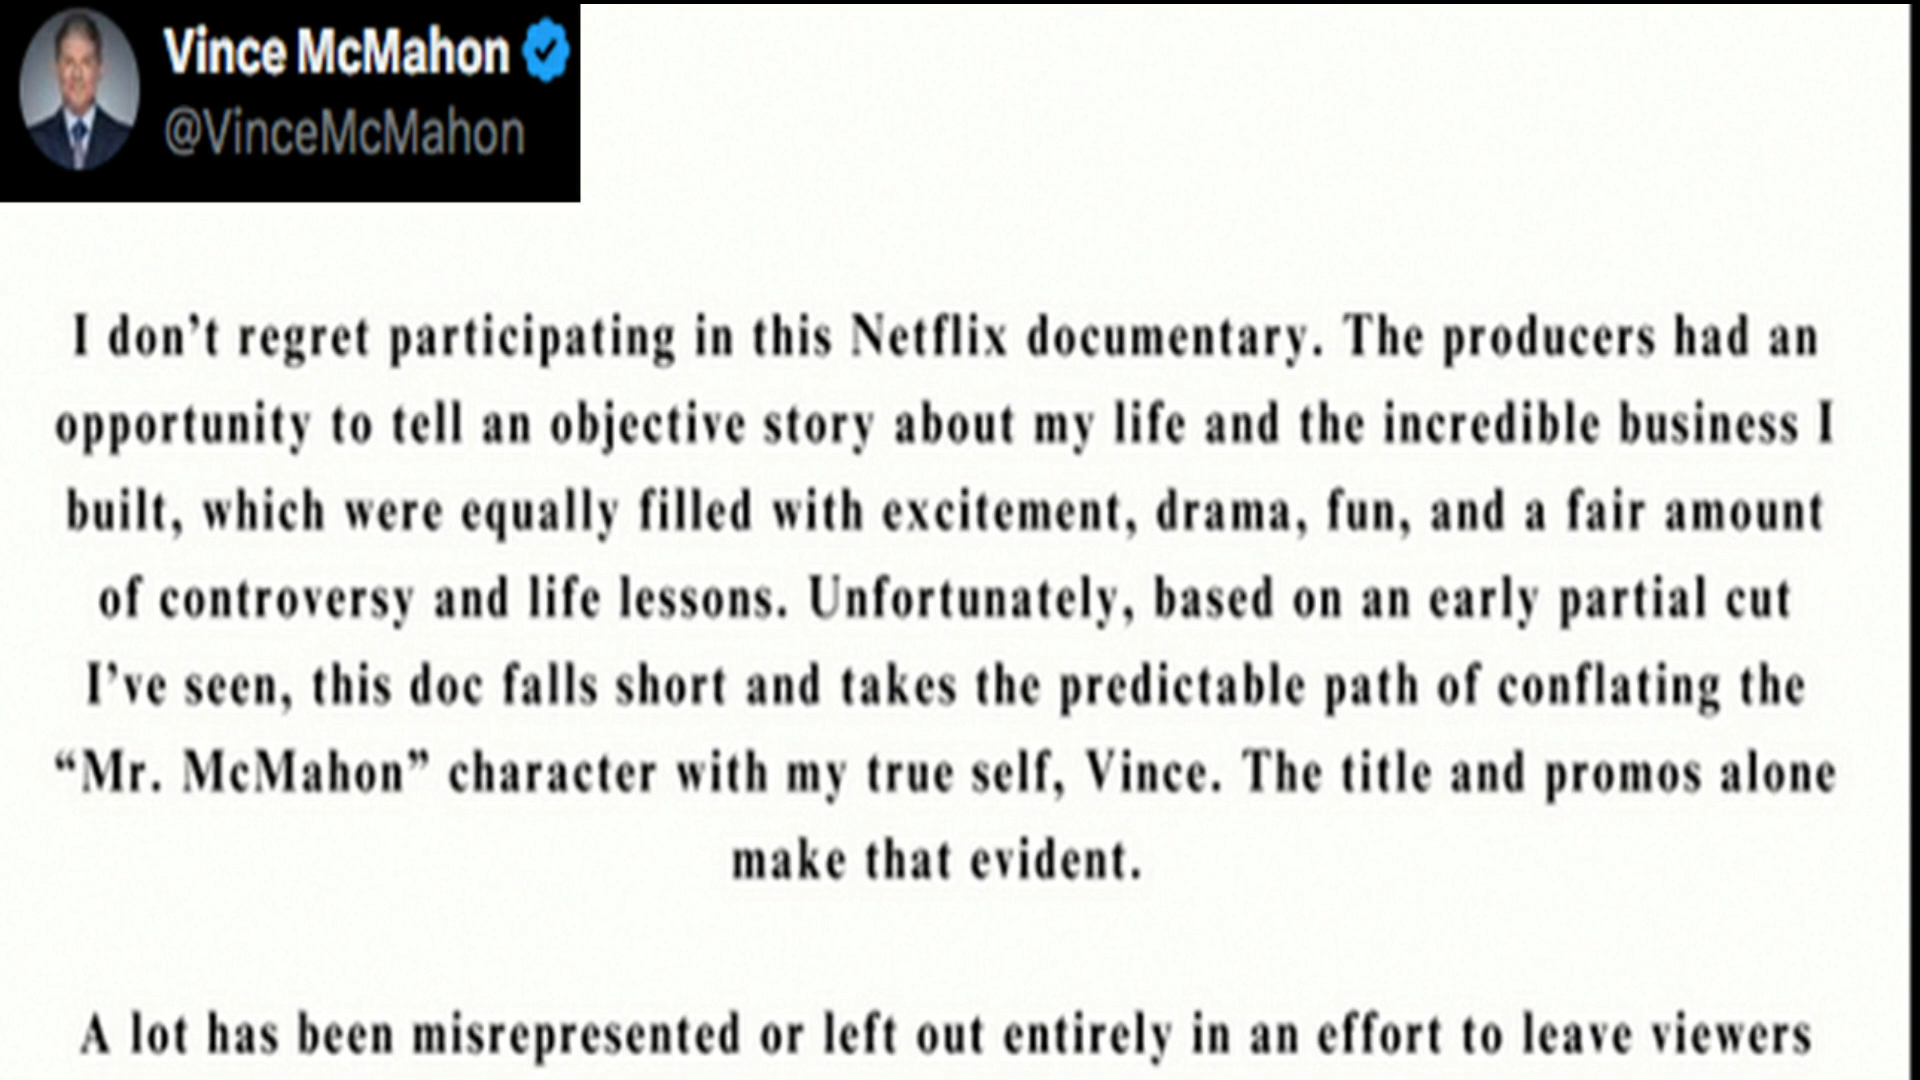 Vince McMahon
@VinceMcMahon
I don’t regret participating in this Netflix documentary. The producers had an
opportunity to tell an objective story about my life and the incredible business I
built, which were equally filled with excitement, drama, fun, and a fair amount
of controversy and life lessons. Unfortunately, based on an early partial cut
I’ve seen, this doc falls short and takes the predictable path of conflating the
“Mr. McMahon” character with my true self, Vince. The title and promos alone
make that evident.
A lot has been misrepresented or left out entirely in an effort to leave viewers